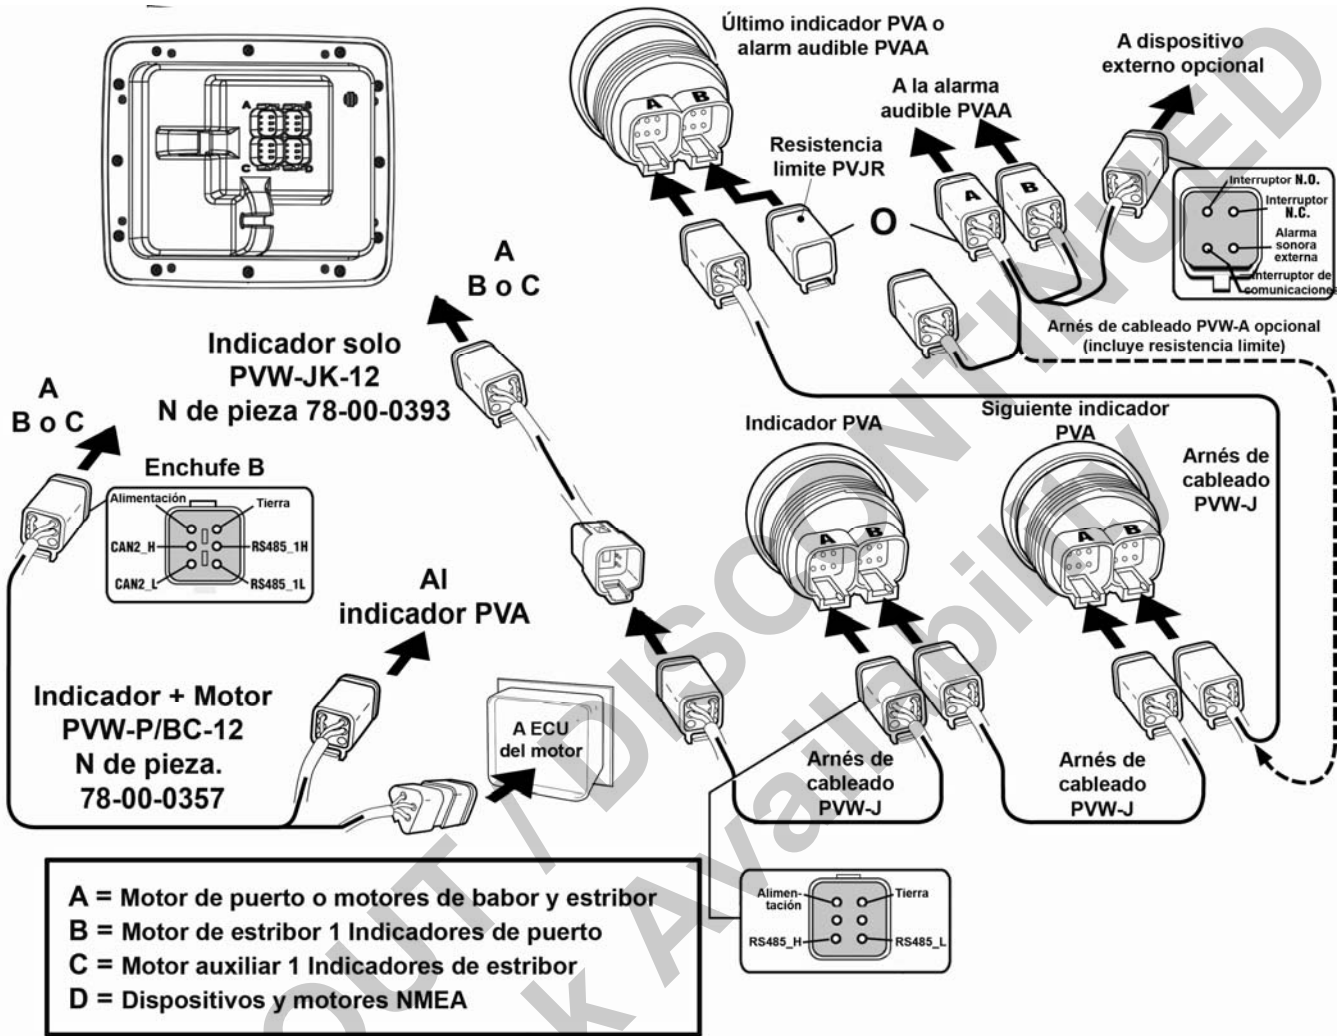 A
B
C
D
Último indicador PVA o
alarm audible PVAA
A
B
A dispositivo
externo opcional
A la alarma
audible PVAA
Resistencia
limite PVJR
A
B
O
Interruptor N.O.
Interruptor
N.C.
Alarma
sonora
externa
Interruptor de
comunicaciones
Arnés de cableado PVW-A opcional
(incluye resistencia limite)
A
B o C
Indicador solo
PVW-JK-12
N de pieza 78-00-0393
A
B o C
Enchufe B
Alimentación
Tierra
CAN2_H
RS485_1H
CAN2_L
RS485_1L
Al
indicador PVA
Indicador + Motor
PVW-P/BC-12
N de pieza.
78-00-0357
A ECU
del motor
Indicador PVA
A
B
Siguiente indicador
PVA
A
B
Arnés de
cableado
PVW-J
Arnés de
cableado
PVW-J
Arnés de
cableado
PVW-J
Alimen-
tación
Tierra
RS485_H
RS485_L
A = Motor de puerto o motores de babor y estribor
B = Motor de estribor 1 Indicadores de puerto
C = Motor auxiliar 1 Indicadores de estribor
D = Dispositivos y motores NMEA
OUT / DISCONTINUED
k Availability